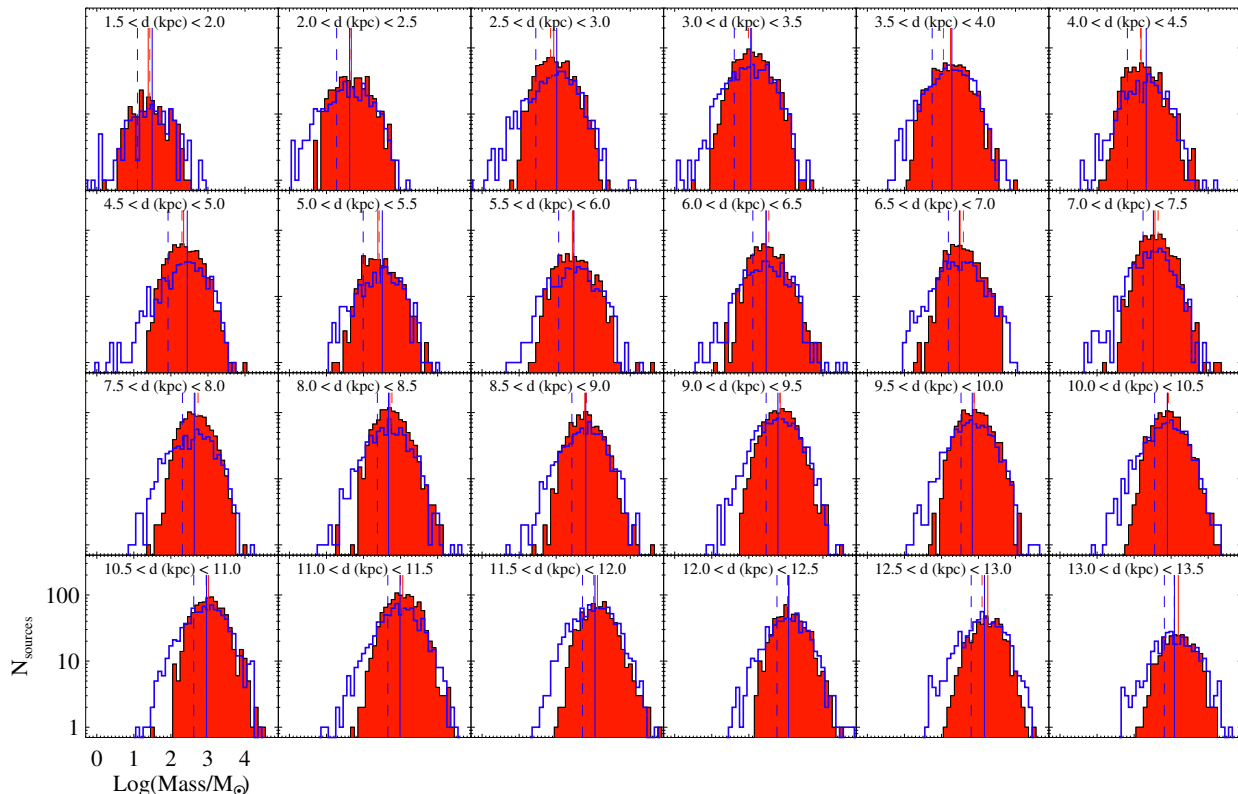 1.5 < d (kpc) < 2.0
2.0 < d (kpc) < 2.5
2.5 < d (kpc) < 3.0
3.0 < d (kpc) < 3.5
3.5 < d (kpc) < 4.0
4.0 < d (kpc) < 4.5
4.5 < d (kpc) < 5.0
5.0 < d (kpc) < 5.5
5.5 < d (kpc) < 6.0
6.0 < d (kpc) < 6.5
6.5 < d (kpc) < 7.0
7.0 < d (kpc) < 7.5
7.5 < d (kpc) < 8.0
8.0 < d (kpc) < 8.5
8.5 < d (kpc) < 9.0
9.0 < d (kpc) < 9.5
9.5 < d (kpc) < 10.0
10.0 < d (kpc) < 10.5
10.5 < d (kpc) < 11.0
11.0 < d (kpc) < 11.5
11.5 < d (kpc) < 12.0
12.0 < d (kpc) < 12.5
12.5 < d (kpc) < 13.0
13.0 < d (kpc) < 13.5
100
10
1
N_sources
0 1 2 3 4
Log(Mass/M☉)